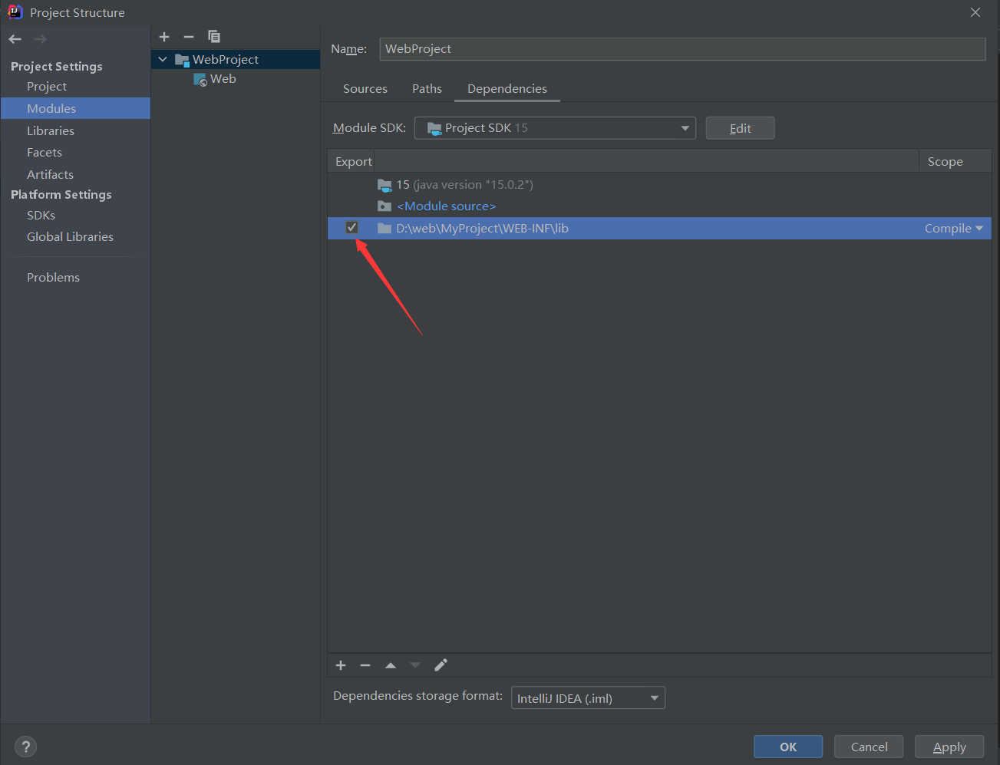 Project Structure
Project Settings
Project
Modules
Libraries
Facets
Artifacts
Platform Settings
SDKs
Global Libraries
Problems
WebProject
Web
Name: WebProject
Sources Paths Dependencies
Module SDK: Project SDK 15 Edit
Export Scope
15 (java version "15.0.2")
<Module source>
D:\web\MyProject\WEB-INF\lib Compile
Dependencies storage format: IntelliJ IDEA (.iml)
? OK Cancel Apply